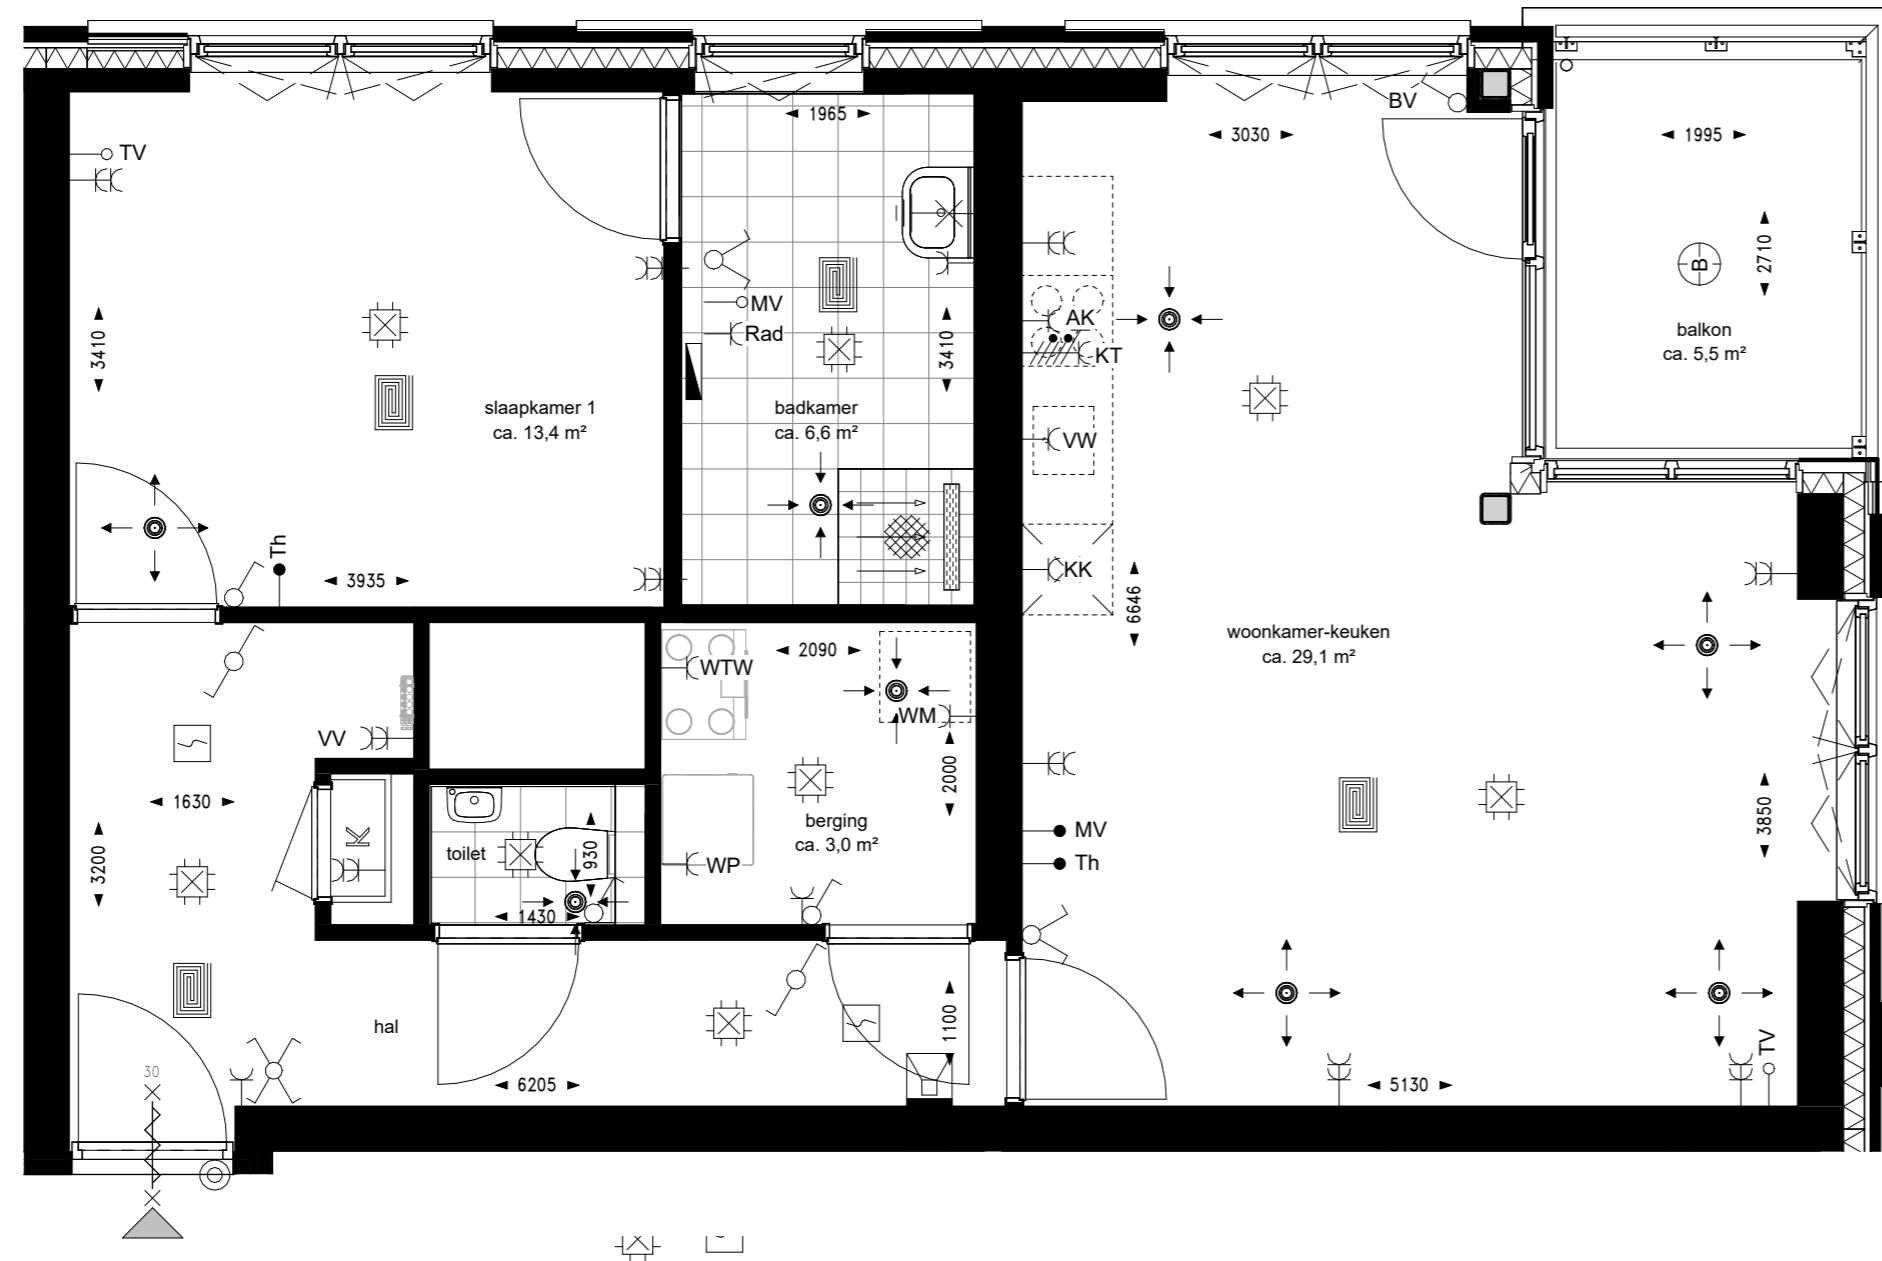 1965
BV
3030
1995
TV
2710
B
MV
Rad
AK
KT
balkon
ca. 5,5 m²
3410
3410
slaapkamer 1
ca. 13,4 m²
badkamer
ca. 6,6 m²
VW
Th
3935
KK
6646
woonkamer-keuken
ca. 29,1 m²
2090
WTW
WM
VV
2000
1630
K
3200
toilet
930
1430
berging
ca. 3,0 m²
WP
MV
Th
3850
hal
1100
30
6205
5130
TV